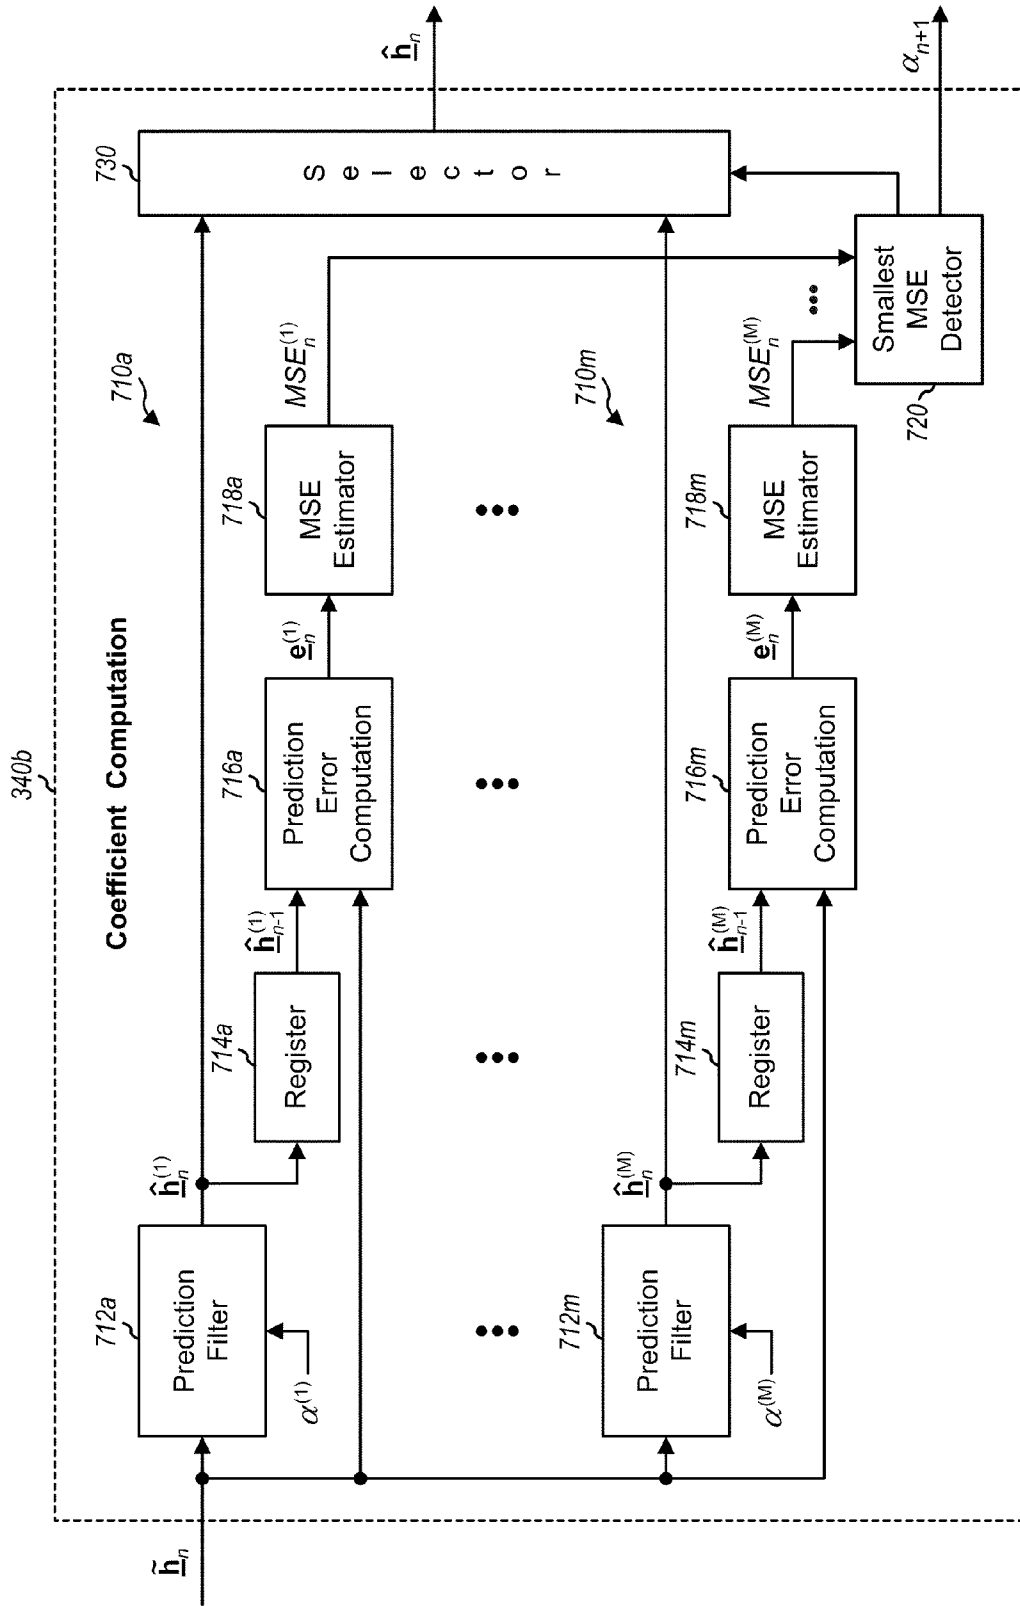 340b
Coefficient Computation
h̃n
712a
Prediction
Filter
α(1)
ĥn(1)
714a
Register
ĥn-1(1)
716a
Prediction
Error
Computation
en(1)
718a
MSE
Estimator
MSEn(1)
710a
730
Selector
ĥn
712m
Prediction
Filter
α(M)
ĥn(M)
714m
Register
ĥn-1(M)
716m
Prediction
Error
Computation
en(M)
718m
MSE
Estimator
MSEn(M)
710m
Smallest
MSE
Detector
720
αn+1